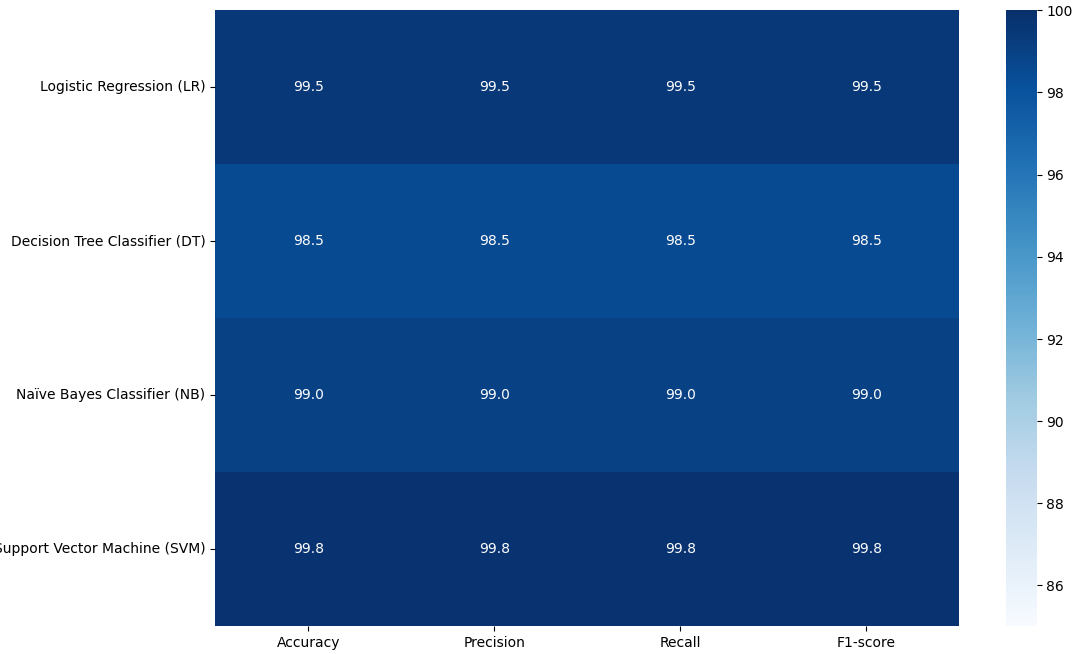 Logistic Regression (LR) 99.5 99.5 99.5 99.5
Decision Tree Classifier (DT) 98.5 98.5 98.5 98.5
Naïve Bayes Classifier (NB) 99.0 99.0 99.0 99.0
Support Vector Machine (SVM) 99.8 99.8 99.8 99.8
Accuracy Precision Recall F1-score
100
98
96
94
92
90
88
86